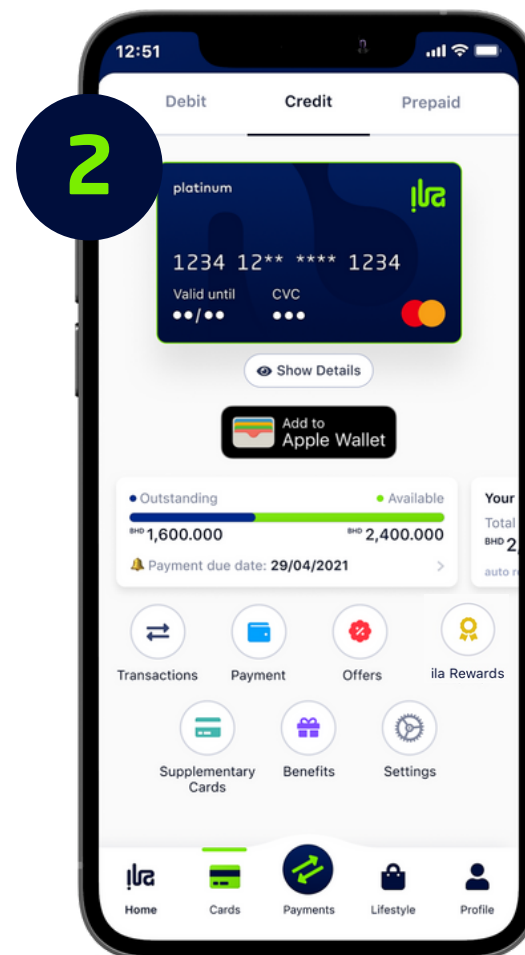 12:51
2
Debit Credit Prepaid
platinum ila
1234 12** **** 1234
Valid until CVC
••/•• •••
Show Details
Add to
Apple Wallet
Outstanding Available
BHD 1,600.000 BHD 2,400.000
Payment due date: 29/04/2021
Your
Total
BHD 2,
auto r
Transactions Payment Offers ila Rewards
Supplementary Benefits Settings
Cards
ila
Home Cards Payments Lifestyle Profile